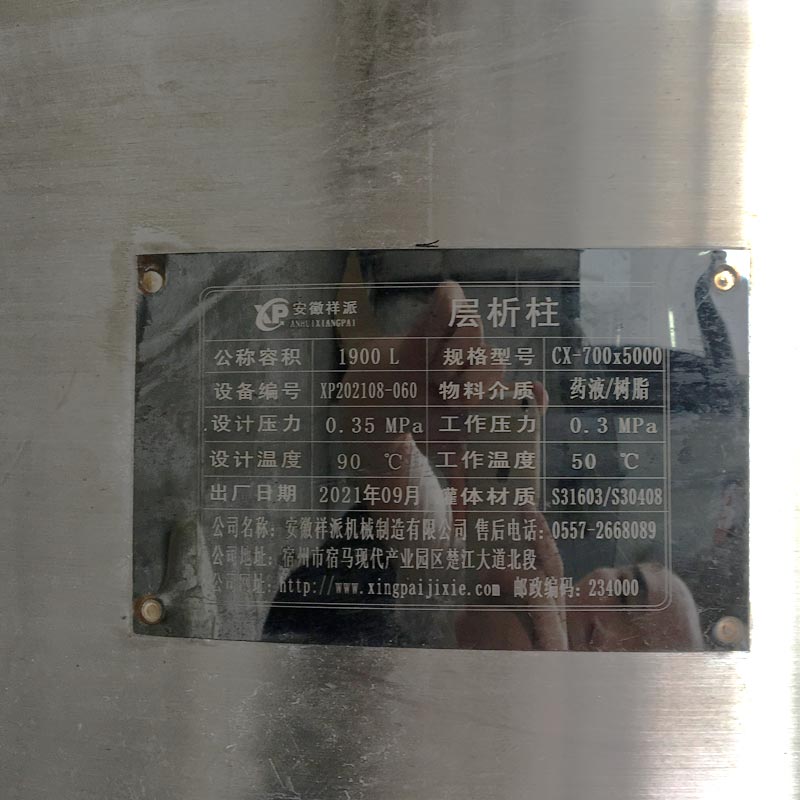 XP 安徽祥派 层析柱
ANHUIXIANGPAI
公称容积 1900 L 规格型号 CX-700x5000
设备编号 XP202108-060 物料介质 药液/树脂
设计压力 0.35 MPa 工作压力 0.3 MPa
设计温度 90 ℃ 工作温度 50 ℃
出厂日期 2021年09月 罐体材质 S31603/S30408
公司名称: 安徽祥派机械制造有限公司 售后电话: 0557-2668089
公司地址: 宿州市宿马现代产业园区楚江大道北段
公司网址: http://www.xingpaijixie.com 邮政编码: 234000